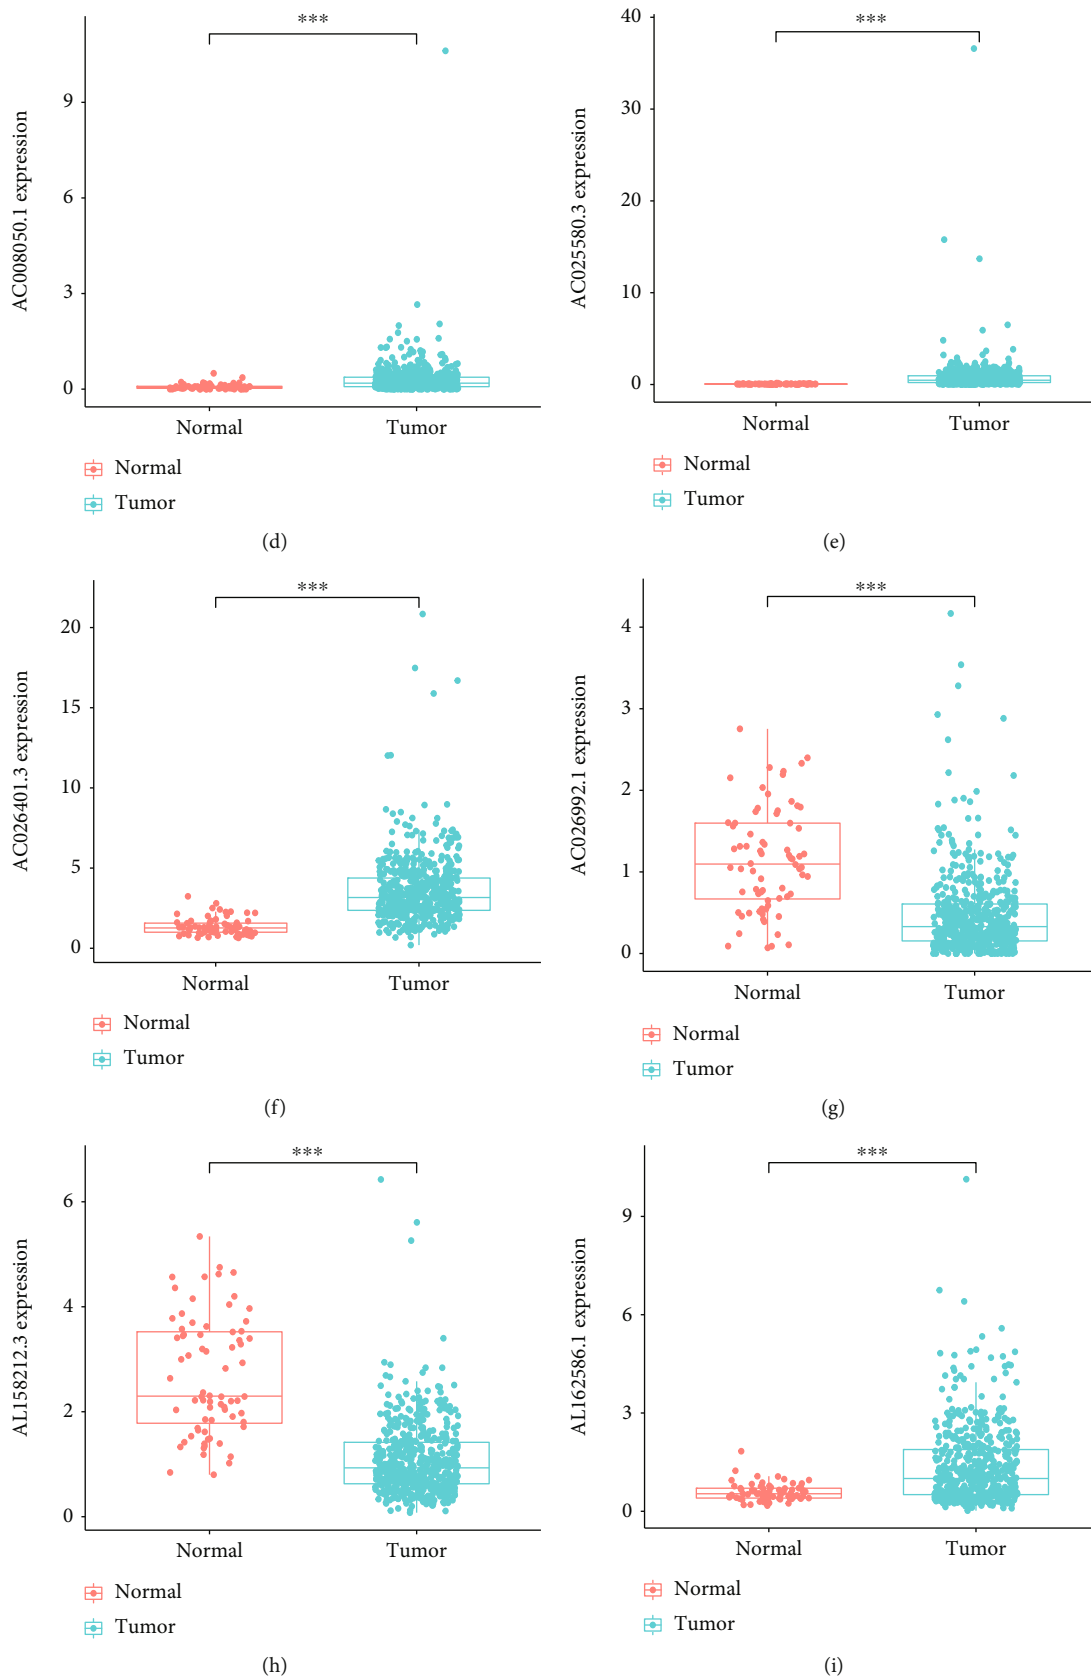 ***
AC008050.1 expression
9
6
3
0
Normal
Tumor
Normal
Tumor
(d)
***
AC025580.3 expression
40
30
20
10
0
Normal
Tumor
Normal
Tumor
(e)
***
AC026401.3 expression
20
15
10
5
0
Normal
Tumor
Normal
Tumor
(f)
***
AC026992.1 expression
4
3
2
1
0
Normal
Tumor
Normal
Tumor
(g)
***
AL158212.3 expression
6
4
2
0
Normal
Tumor
Normal
Tumor
(h)
***
AL162586.1 expression
9
6
3
0
Normal
Tumor
Normal
Tumor
(i)